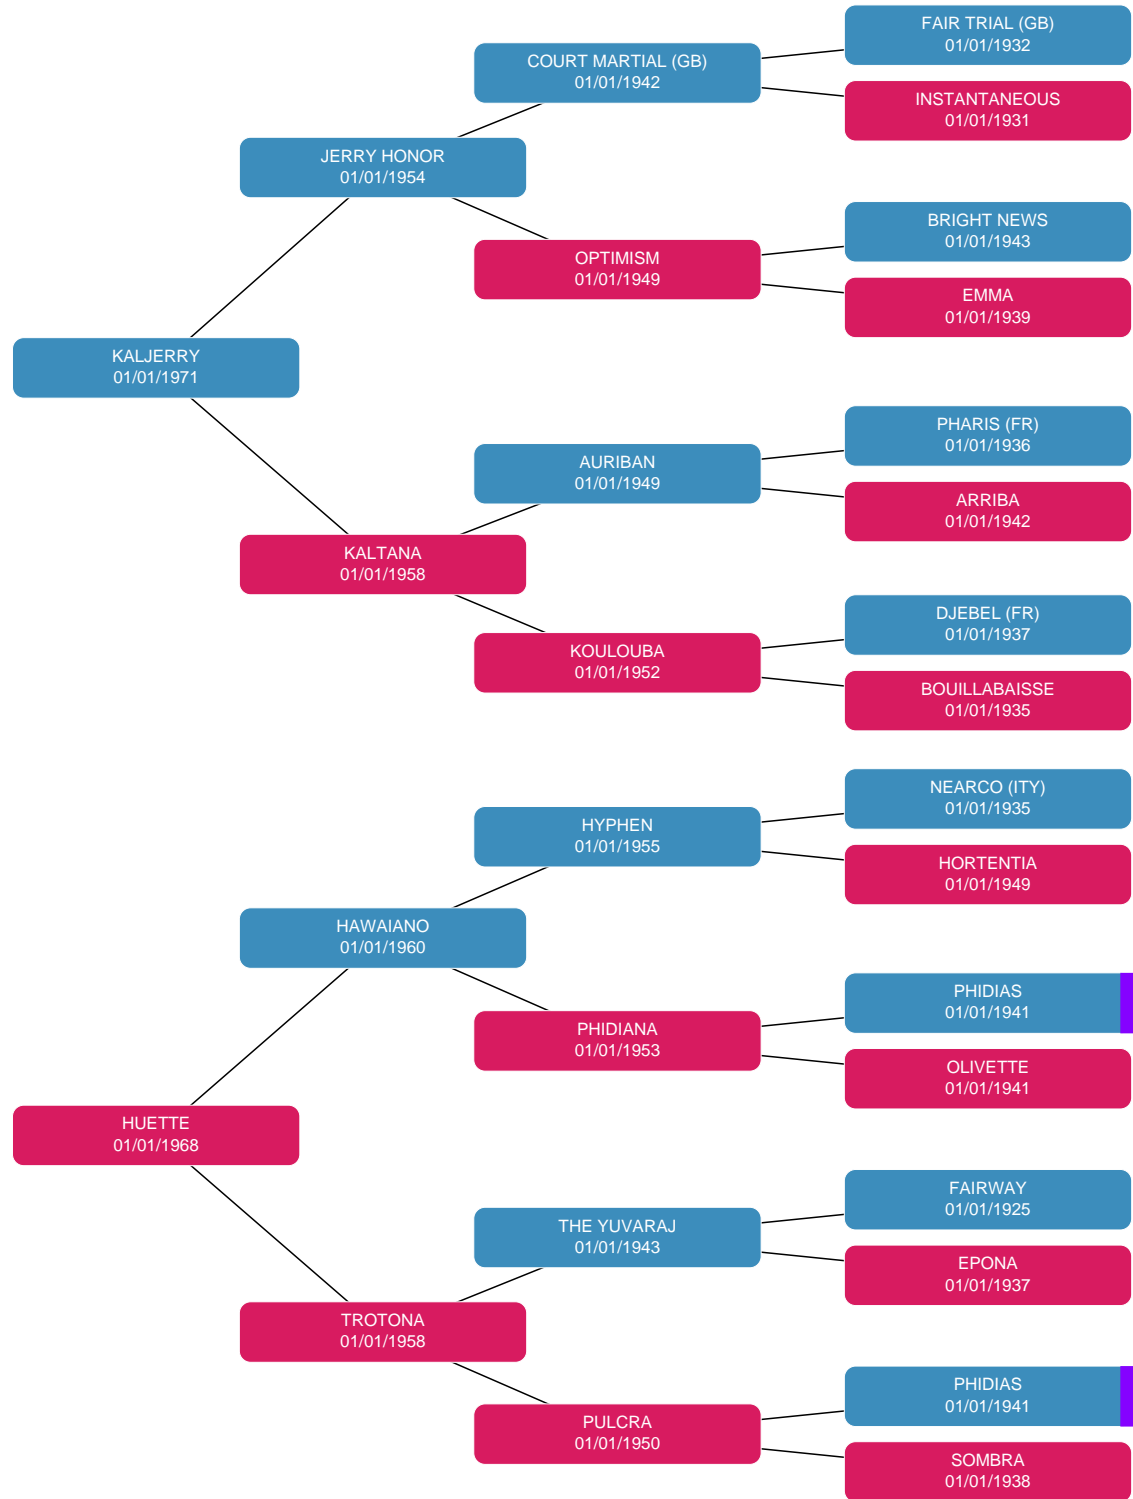 FAIR TRIAL (GB)
01/01/1932
COURT MARTIAL (GB)
01/01/1942
INSTANTANEOUS
01/01/1931
JERRY HONOR
01/01/1954
BRIGHT NEWS
01/01/1943
OPTIMISM
01/01/1949
EMMA
01/01/1939
KALJERRY
01/01/1971
PHARIS (FR)
01/01/1936
AURIBAN
01/01/1949
ARRIBA
01/01/1942
KALTANA
01/01/1958
DJEBEL (FR)
01/01/1937
KOULOUBA
01/01/1952
BOUILLABAISSE
01/01/1935
NEARCO (ITY)
01/01/1935
HYPHEN
01/01/1955
HORTENTIA
01/01/1949
HAWAIANO
01/01/1960
PHIDIAS
01/01/1941
PHIDIANA
01/01/1953
OLIVETTE
01/01/1941
HUETTE
01/01/1968
FAIRWAY
01/01/1925
THE YUVARAJ
01/01/1943
EPONA
01/01/1937
TROTONA
01/01/1958
PHIDIAS
01/01/1941
PULCRA
01/01/1950
SOMBRA
01/01/1938